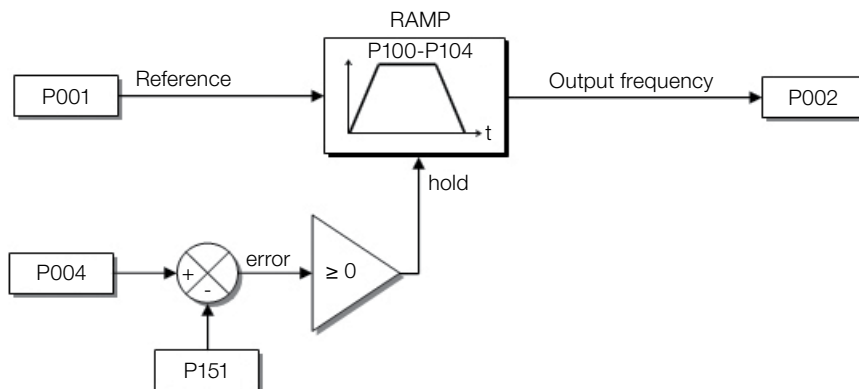 RAMP
P100-P104
Reference
Output frequency
P001
P002
t
hold
P004
+
-
error
≥ 0
P151